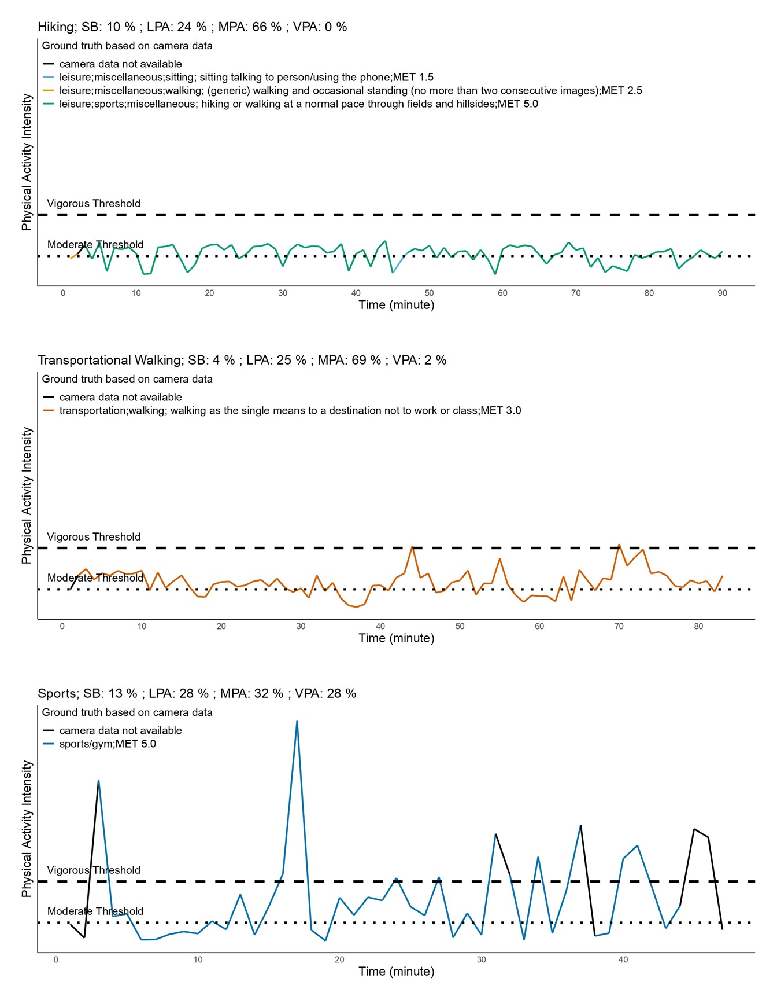 Hiking; SB: 10 % ; LPA: 24 % ; MPA: 66 % ; VPA: 0 %
Ground truth based on camera data
camera data not available
leisure;miscellaneous;sitting; sitting talking to person/using the phone;MET 1.5
leisure;miscellaneous;walking; (generic) walking and occasional standing (no more than two consecutive images);MET 2.5
leisure;sports;miscellaneous; hiking or walking at a normal pace through fields and hillsides;MET 5.0
Physical Activity Intensity
Vigorous Threshold
Moderate Threshold
0 10 20 30 40 50 60 70 80 90
Time (minute)
Transportational Walking; SB: 4 % ; LPA: 25 % ; MPA: 69 % ; VPA: 2 %
Ground truth based on camera data
camera data not available
transportation;walking; walking as the single means to a destination not to work or class;MET 3.0
Physical Activity Intensity
Vigorous Threshold
Moderate Threshold
0 10 20 30 40 50 60 70 80
Time (minute)
Sports; SB: 13 % ; LPA: 28 % ; MPA: 32 % ; VPA: 28 %
Ground truth based on camera data
camera data not available
sports/gym;MET 5.0
Physical Activity Intensity
Vigorous Threshold
Moderate Threshold
0 10 20 30 40
Time (minute)